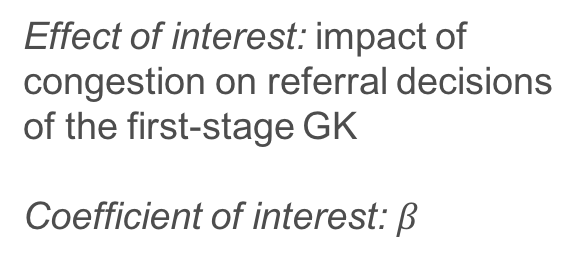 Effect of interest: impact of
congestion on referral decisions
of the first-stage GK
Coefficient of interest: β